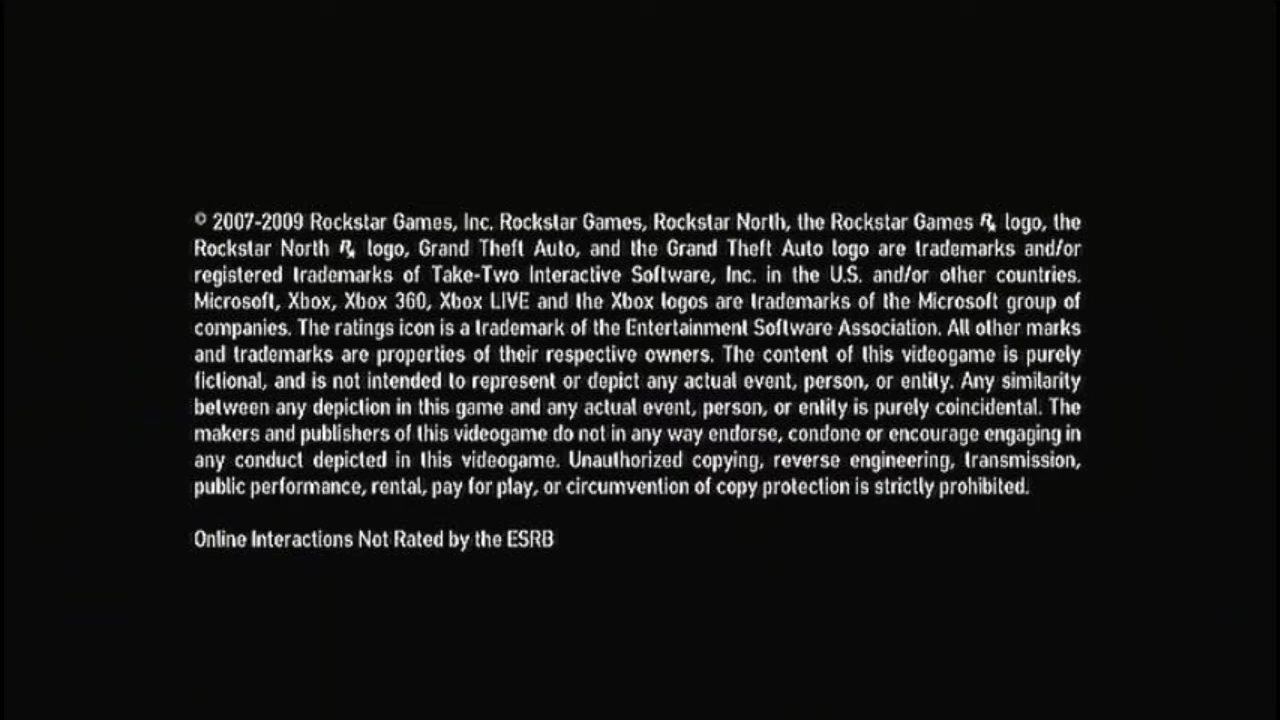 © 2007-2009 Rockstar Games, Inc. Rockstar Games, Rockstar North, the Rockstar Games R* logo, the
Rockstar North R* logo, Grand Theft Auto, and the Grand Theft Auto logo are trademarks and/or
registered trademarks of Take-Two Interactive Software, Inc. in the U.S. and/or other countries.
Microsoft, Xbox, Xbox 360, Xbox LIVE and the Xbox logos are trademarks of the Microsoft group of
companies. The ratings icon is a trademark of the Entertainment Software Association. All other marks
and trademarks are properties of their respective owners. The content of this videogame is purely
fictional, and is not intended to represent or depict any actual event, person, or entity. Any similarity
between any depiction in this game and any actual event, person, or entity is purely coincidental. The
makers and publishers of this videogame do not in any way endorse, condone or encourage engaging in
any conduct depicted in this videogame. Unauthorized copying, reverse engineering, transmission,
public performance, rental, pay for play, or circumvention of copy protection is strictly prohibited.
Online Interactions Not Rated by the ESRB